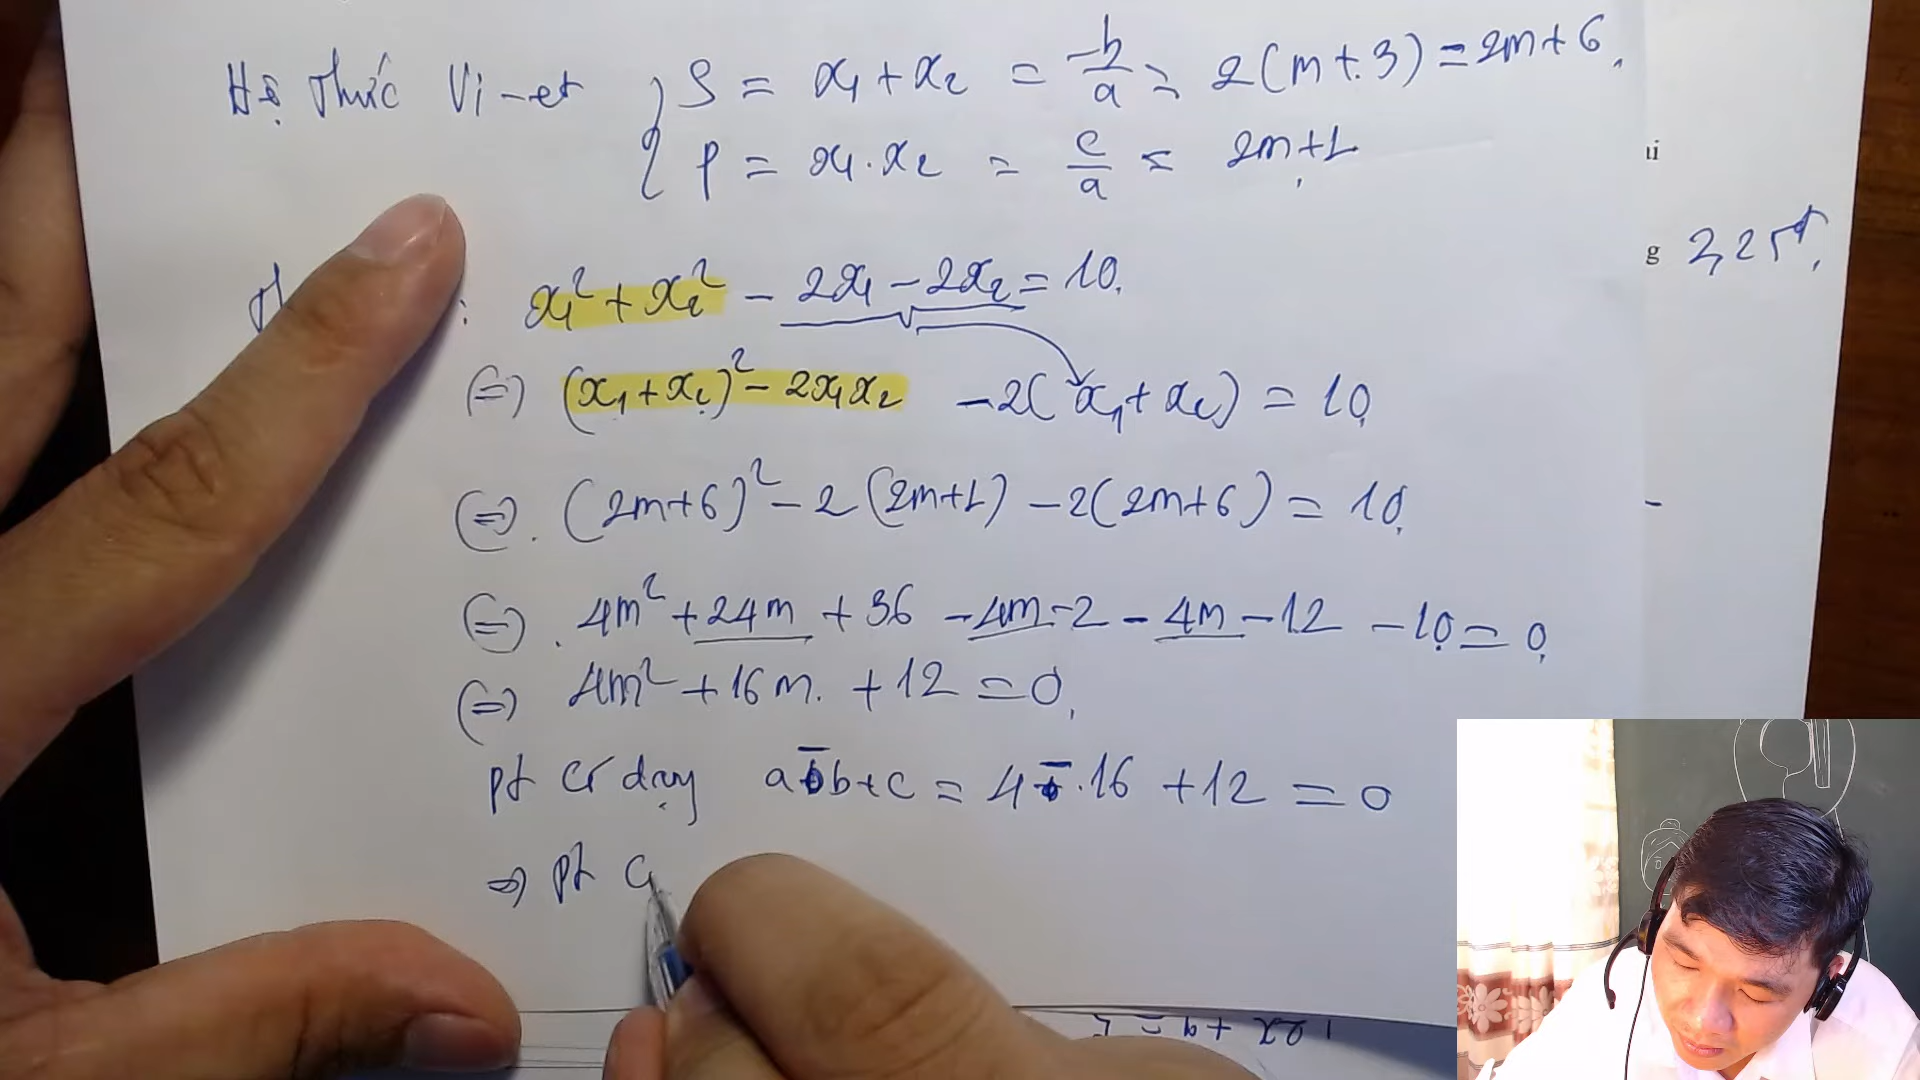 Hệ thức Vi-et { S = x₁ + x₂ = -b/a = 2(m+3) = 2m+6.
P = x₁.x₂ = c/a = 2m+1
ui
g 2,25đ
: x₁² + x₂² - 2x₁ - 2x₂ = 10.
(=) (x₁+x₂)² - 2x₁x₂ -2(x₁+x₂) = 10
(=). (2m+6)² - 2(2m+1) - 2(2m+6) = 10.
(=). 4m² + 24m + 36 - 4m - 2 - 4m - 12 - 10 = 0.
(=) 4m² + 16m. + 12 = 0.
pt có dạng a-b+c = 4-.16 + 12 = 0
=> pt c